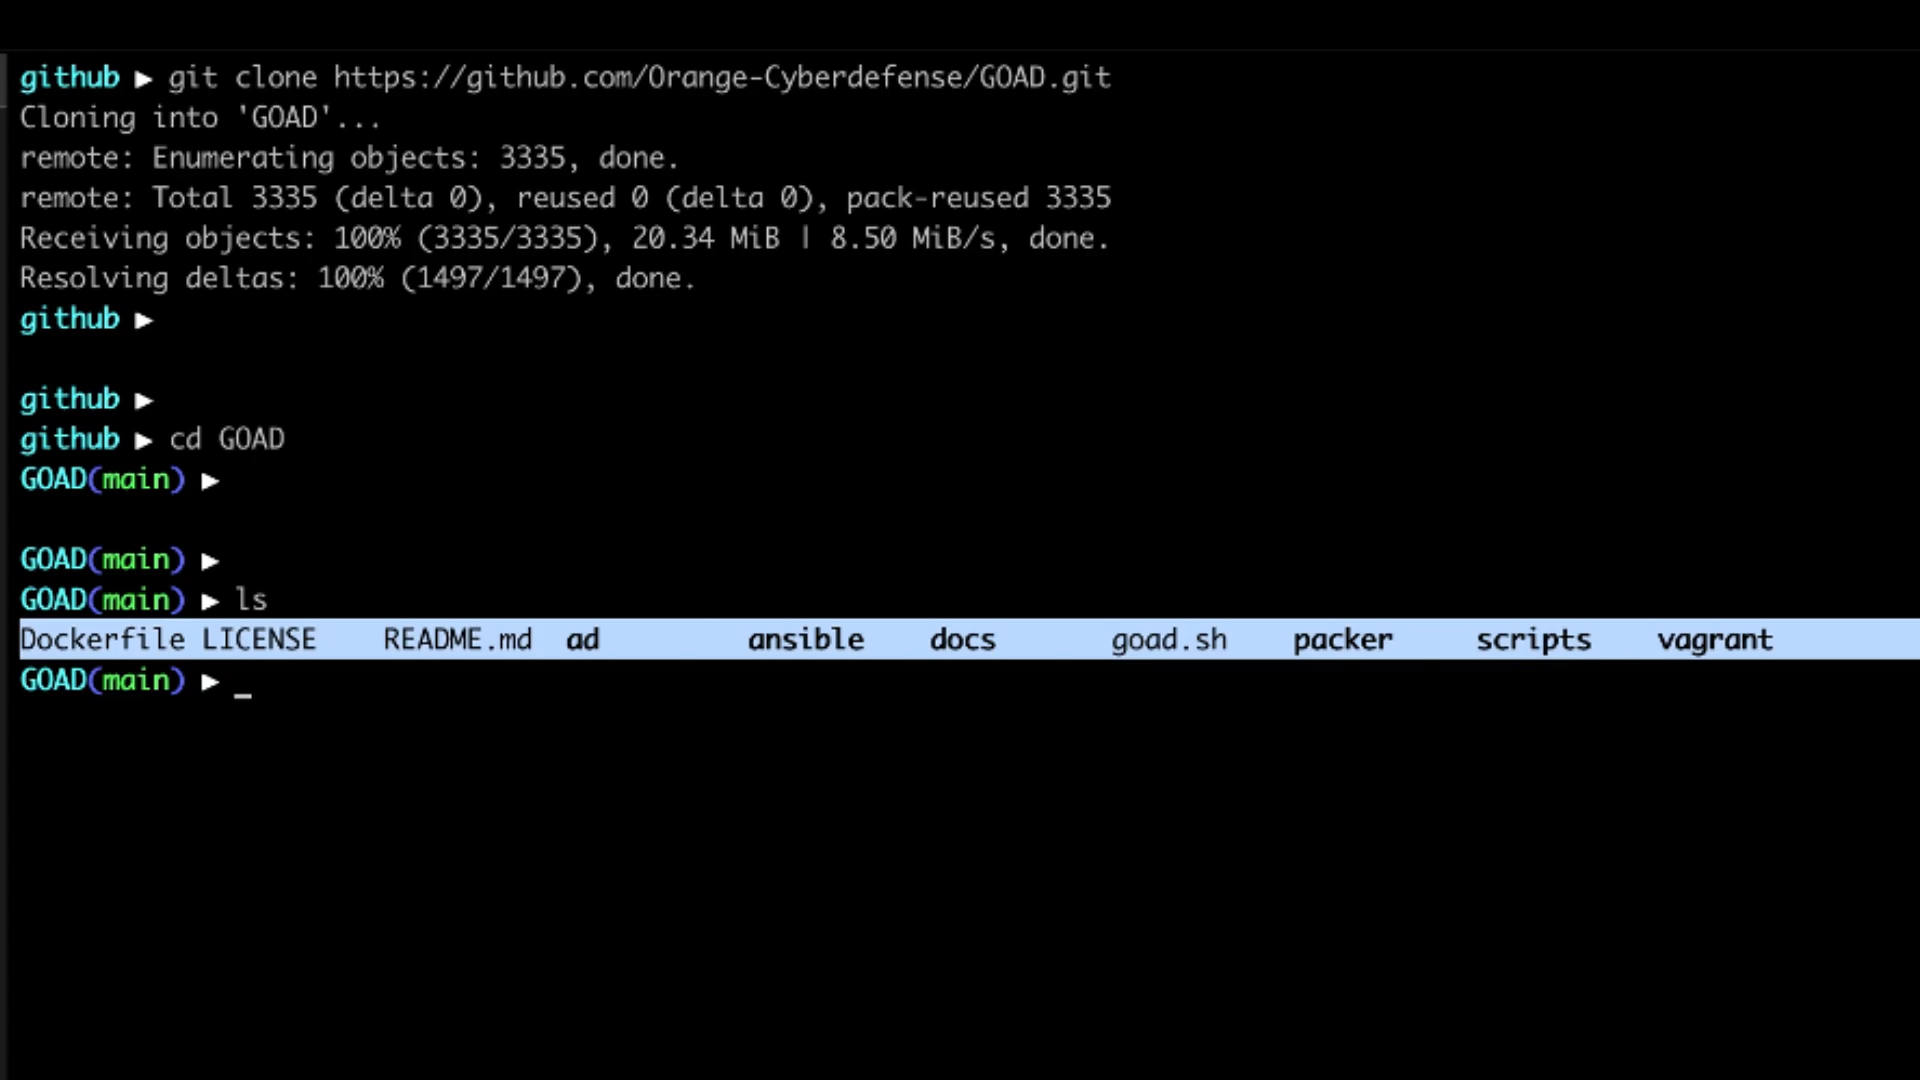 github ▶ git clone https://github.com/Orange-Cyberdefense/GOAD.git
Cloning into 'GOAD'...
remote: Enumerating objects: 3335, done.
remote: Total 3335 (delta 0), reused 0 (delta 0), pack-reused 3335
Receiving objects: 100% (3335/3335), 20.34 MiB | 8.50 MiB/s, done.
Resolving deltas: 100% (1497/1497), done.
github ▶
github ▶
github ▶ cd GOAD
GOAD(main) ▶
GOAD(main) ▶
GOAD(main) ▶ ls
Dockerfile LICENSE README.md ad ansible docs goad.sh packer scripts vagrant
GOAD(main) ▶ _